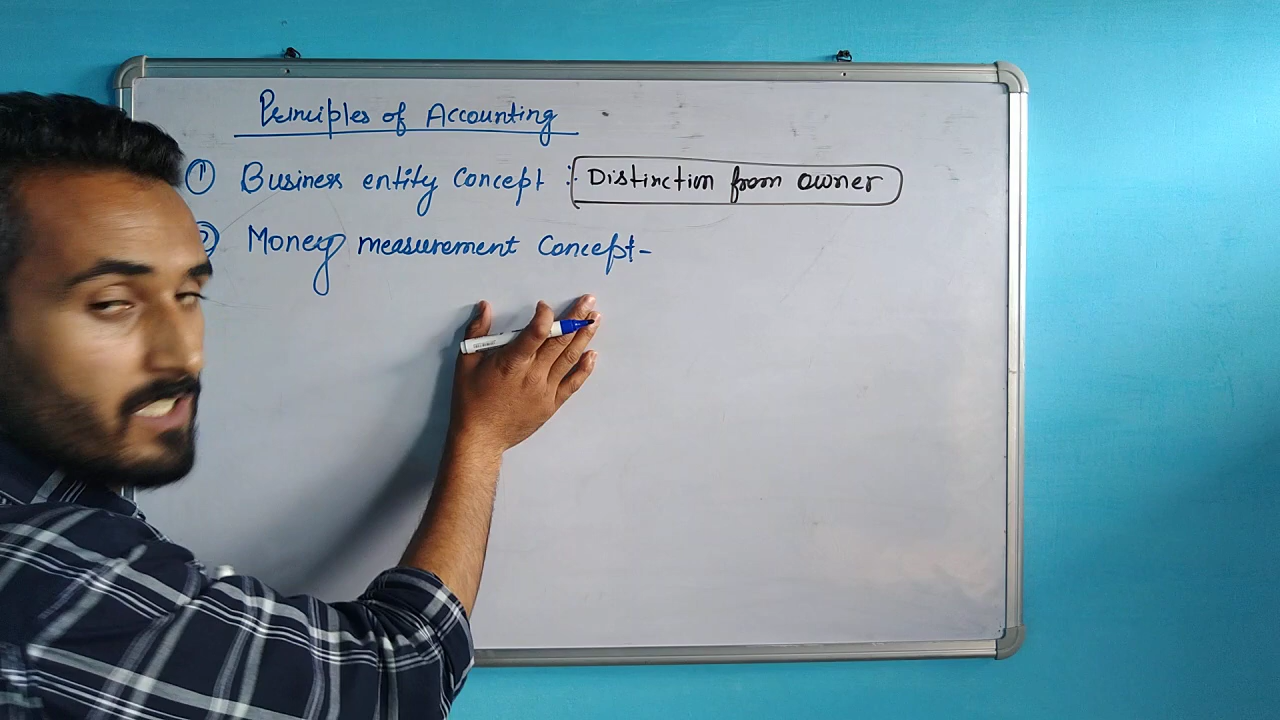 Principles of Accounting
① Business entity Concept :- Distinction from owner
② Money measurement Concept-